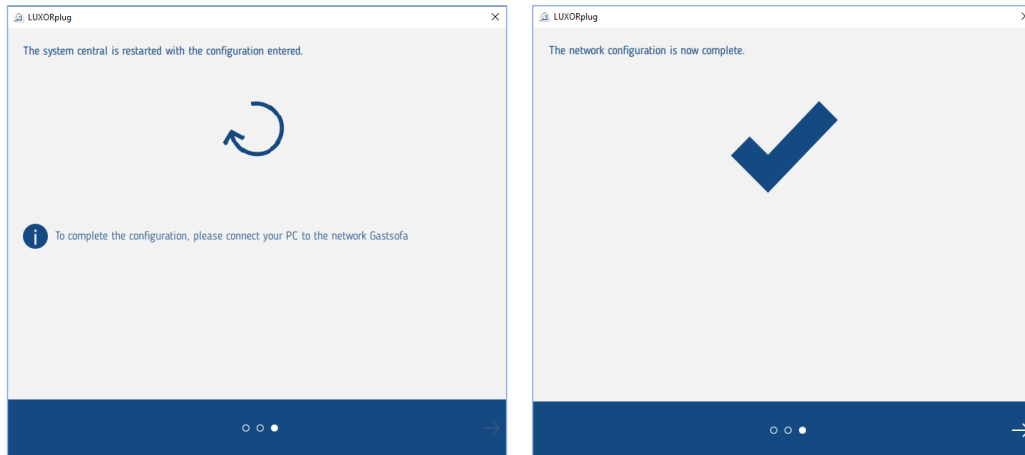 LUXORplug
The system central is restarted with the configuration entered.
i
To complete the configuration, please connect your PC to the network Gastsofa
LUXORplug
The network configuration is now complete.